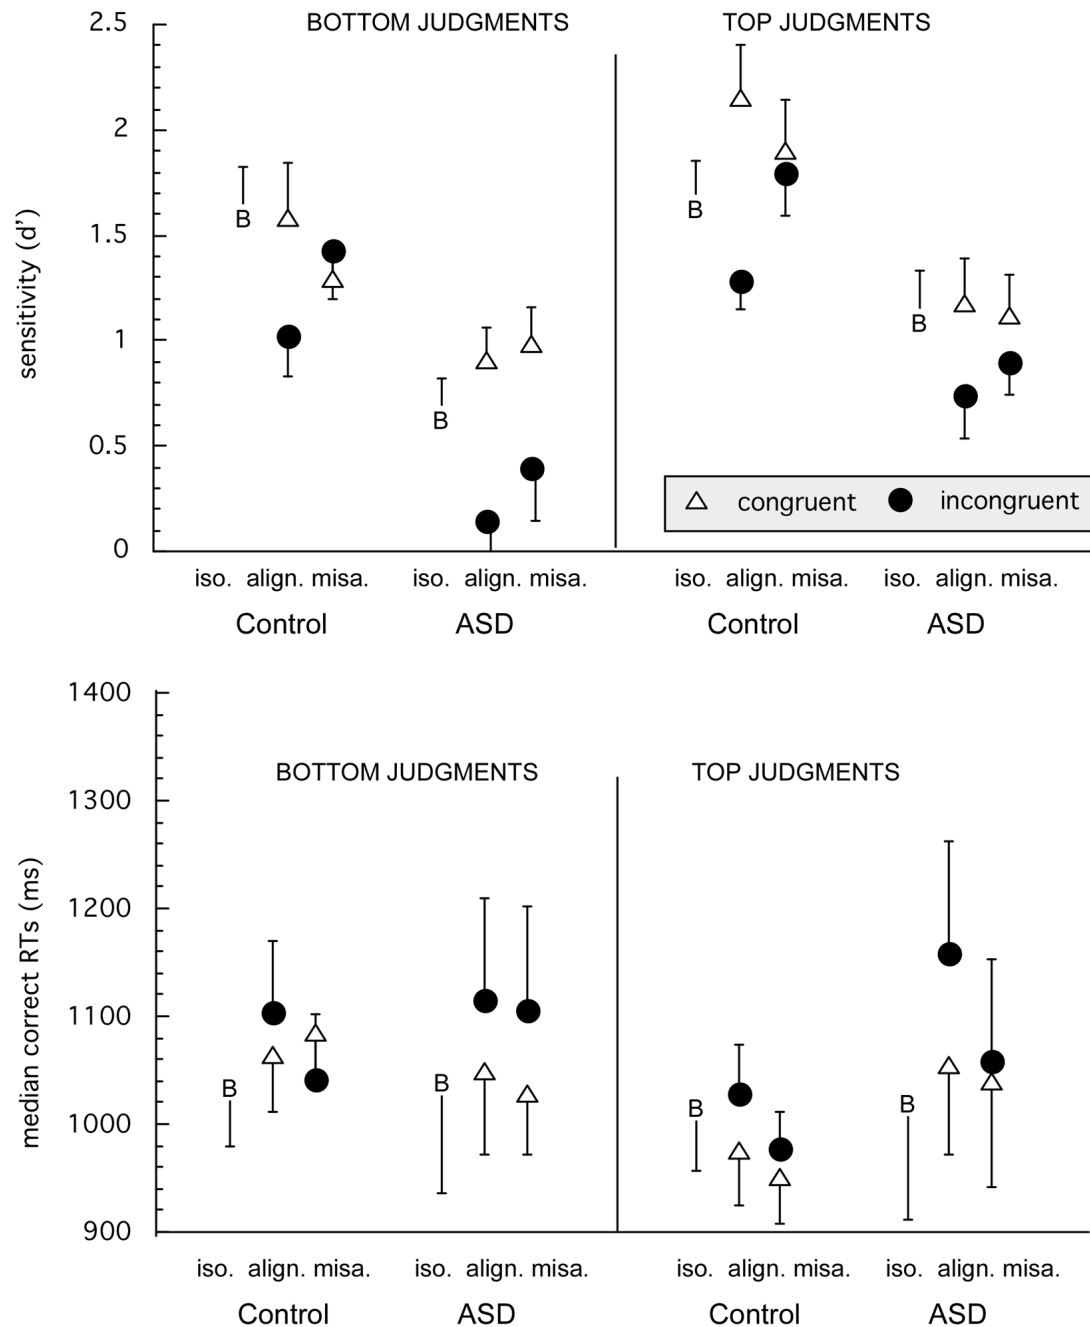 BOTTOM JUDGMENTS TOP JUDGMENTS
sensitivity (d')
2.5
2
1.5
1
0.5
0
B
B
B
B
congruent incongruent
iso. align. misa. iso. align. misa. iso. align. misa. iso. align. misa.
Control ASD Control ASD
median correct RTs (ms)
1400
1300
1200
1100
1000
900
BOTTOM JUDGMENTS TOP JUDGMENTS
B
B
B
B
iso. align. misa. iso. align. misa. iso. align. misa. iso. align. misa.
Control ASD Control ASD